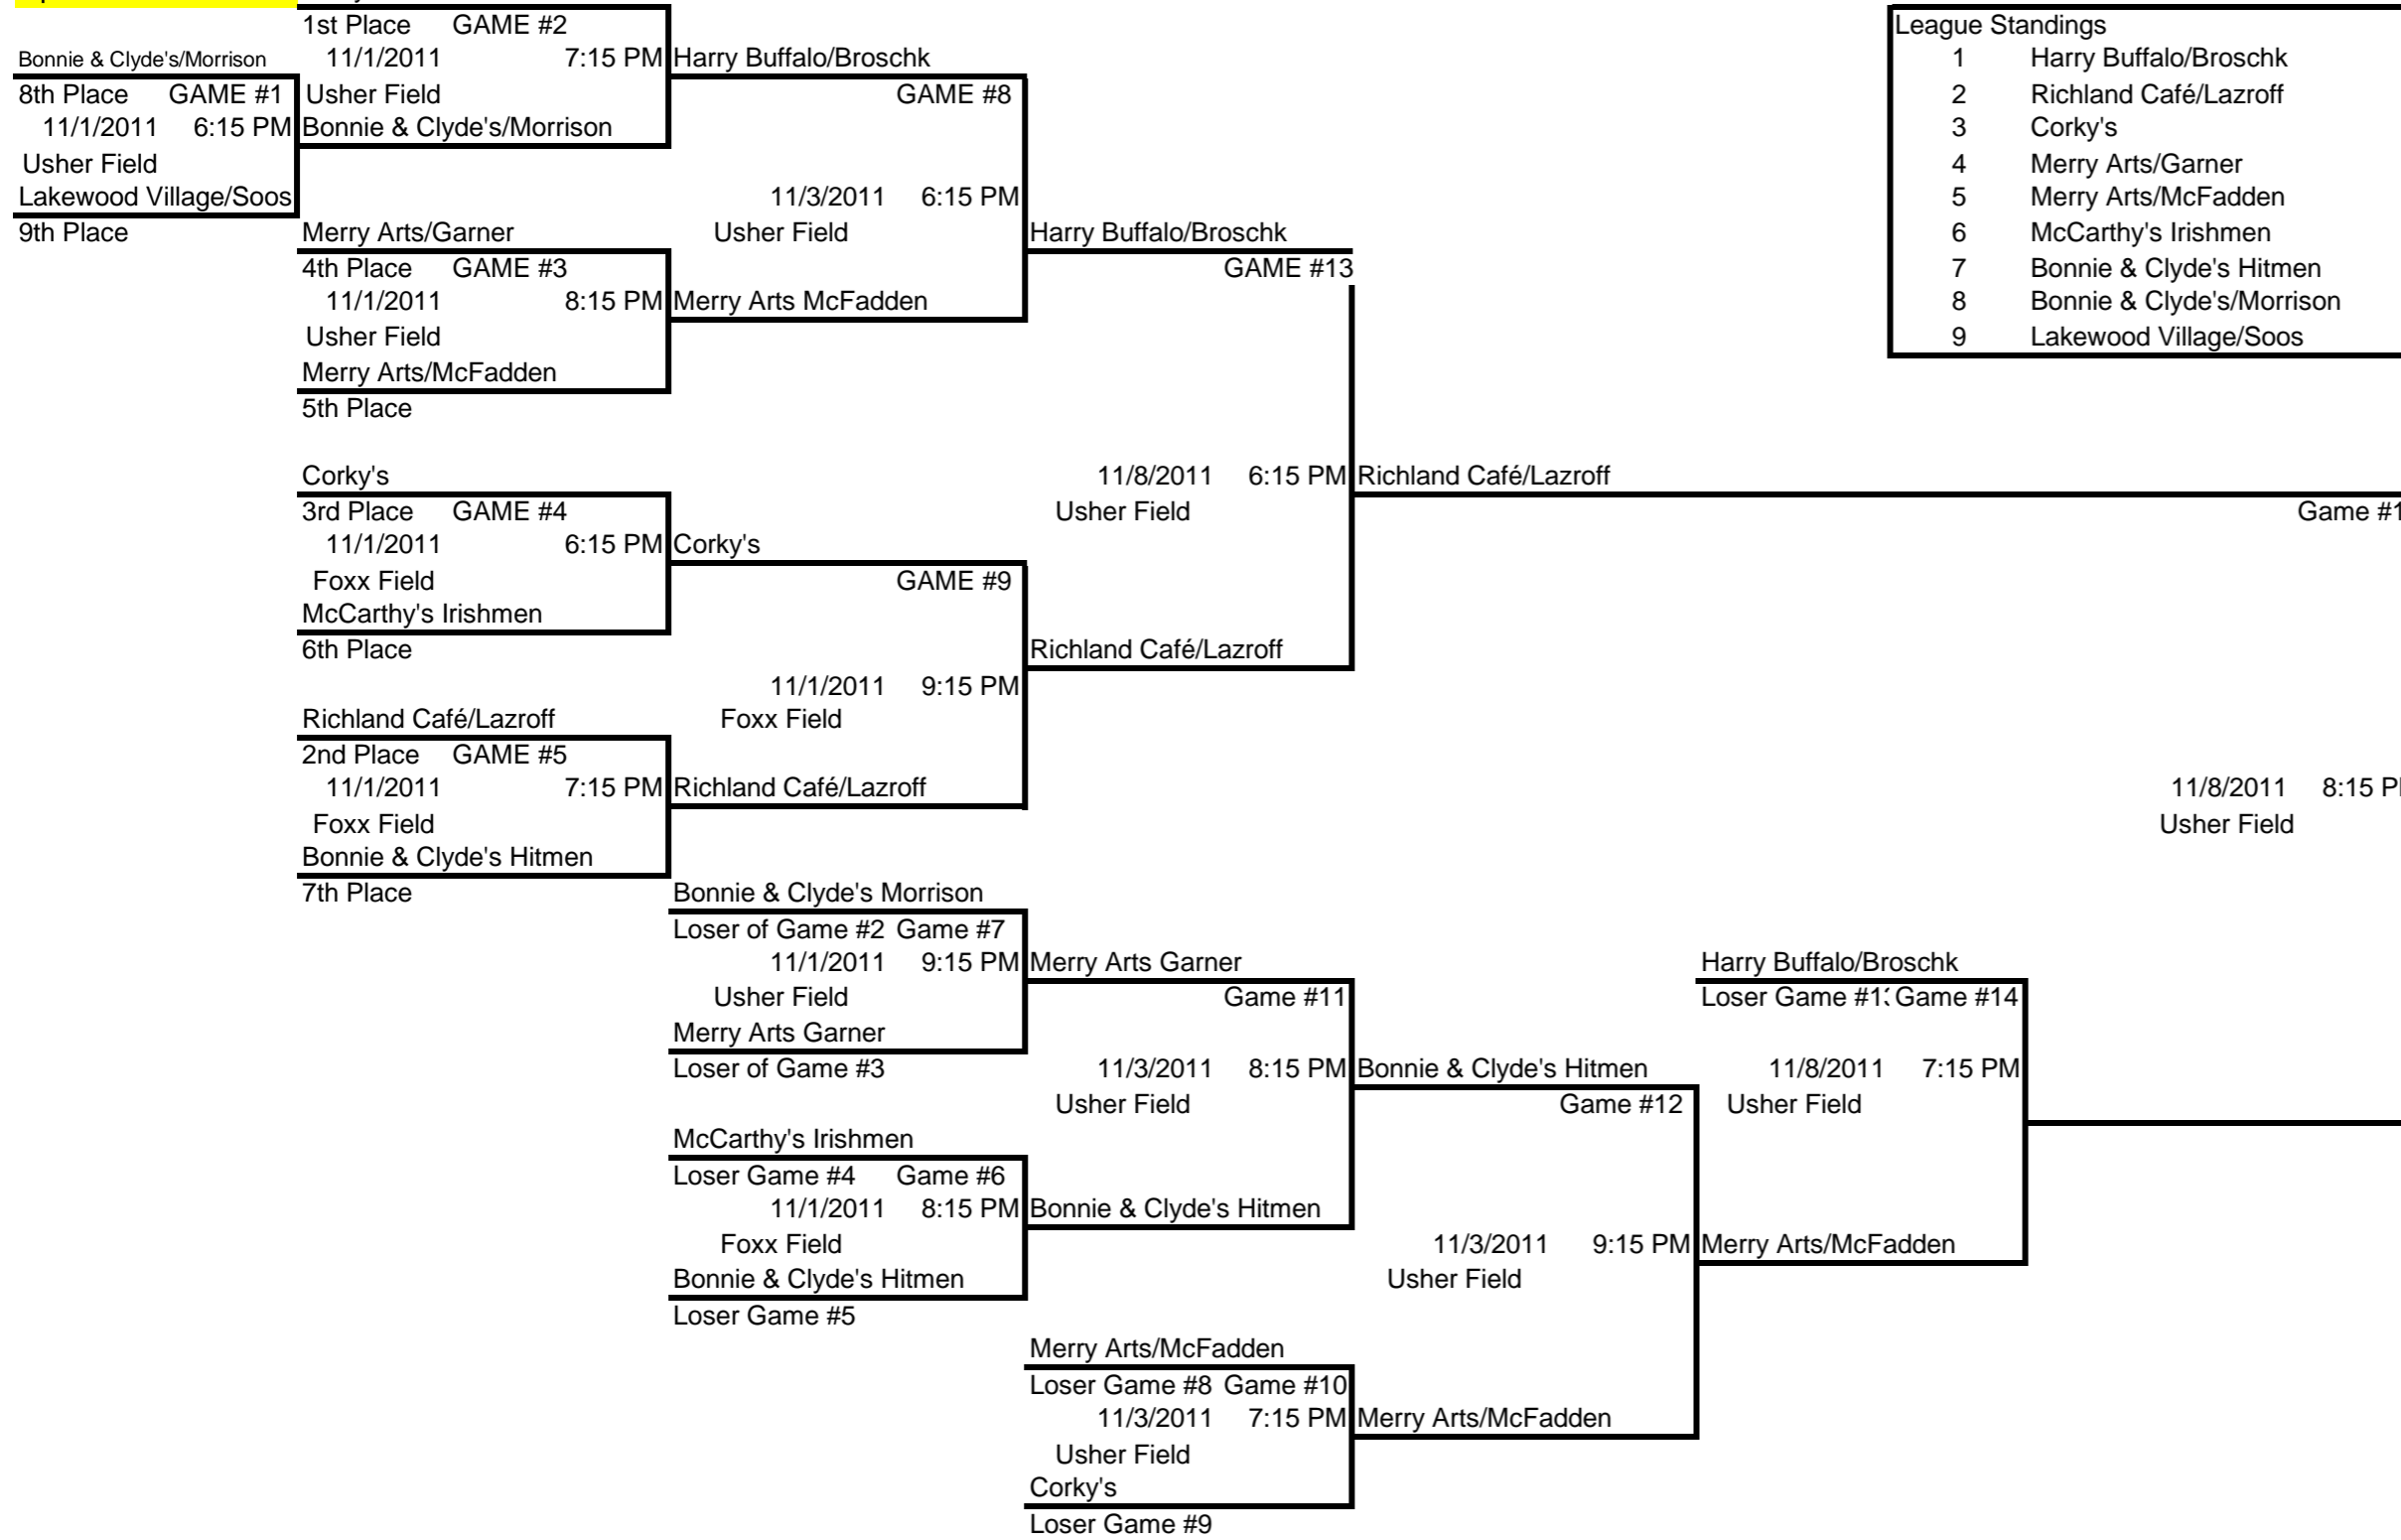 1st Place GAME #2
League Standings
Bonnie & Clyde's/Morrison 11/1/2011 7:15 PM Harry Buffalo/Broschk
1 Harry Buffalo/Broschk
8th Place GAME #1 Usher Field GAME #8
2 Richland Café/Lazroff
11/1/2011 6:15 PM Bonnie & Clyde's/Morrison
3 Corky's
Usher Field
4 Merry Arts/Garner
Lakewood Village/Soos 11/3/2011 6:15 PM
5 Merry Arts/McFadden
9th Place Merry Arts/Garner Usher Field Harry Buffalo/Broschk
6 McCarthy's Irishmen
4th Place GAME #3 GAME #13
7 Bonnie & Clyde's Hitmen
11/1/2011 8:15 PM Merry Arts McFadden
8 Bonnie & Clyde's/Morrison
Usher Field
9 Lakewood Village/Soos
Merry Arts/McFadden
5th Place
Corky's 11/8/2011 6:15 PM Richland Café/Lazroff
3rd Place GAME #4 Usher Field Game #1
11/1/2011 6:15 PM Corky's
Foxx Field GAME #9
McCarthy's Irishmen
6th Place Richland Café/Lazroff
11/1/2011 9:15 PM
Richland Café/Lazroff Foxx Field
2nd Place GAME #5
11/1/2011 7:15 PM Richland Café/Lazroff 11/8/2011 8:15 P
Foxx Field Usher Field
Bonnie & Clyde's Hitmen
7th Place Bonnie & Clyde's Morrison
Loser of Game #2 Game #7
11/1/2011 9:15 PM Merry Arts Garner Harry Buffalo/Broschk
Usher Field Game #11 Loser Game #1 Game #14
Merry Arts Garner
Loser of Game #3 11/3/2011 8:15 PM Bonnie & Clyde's Hitmen 11/8/2011 7:15 PM
Usher Field Game #12 Usher Field
McCarthy's Irishmen
Loser Game #4 Game #6
11/1/2011 8:15 PM Bonnie & Clyde's Hitmen
Foxx Field 11/3/2011 9:15 PM Merry Arts/McFadden
Bonnie & Clyde's Hitmen Usher Field
Loser Game #5
Merry Arts/McFadden
Loser Game #8 Game #10
11/3/2011 7:15 PM Merry Arts/McFadden
Usher Field
Corky's
Loser Game #9